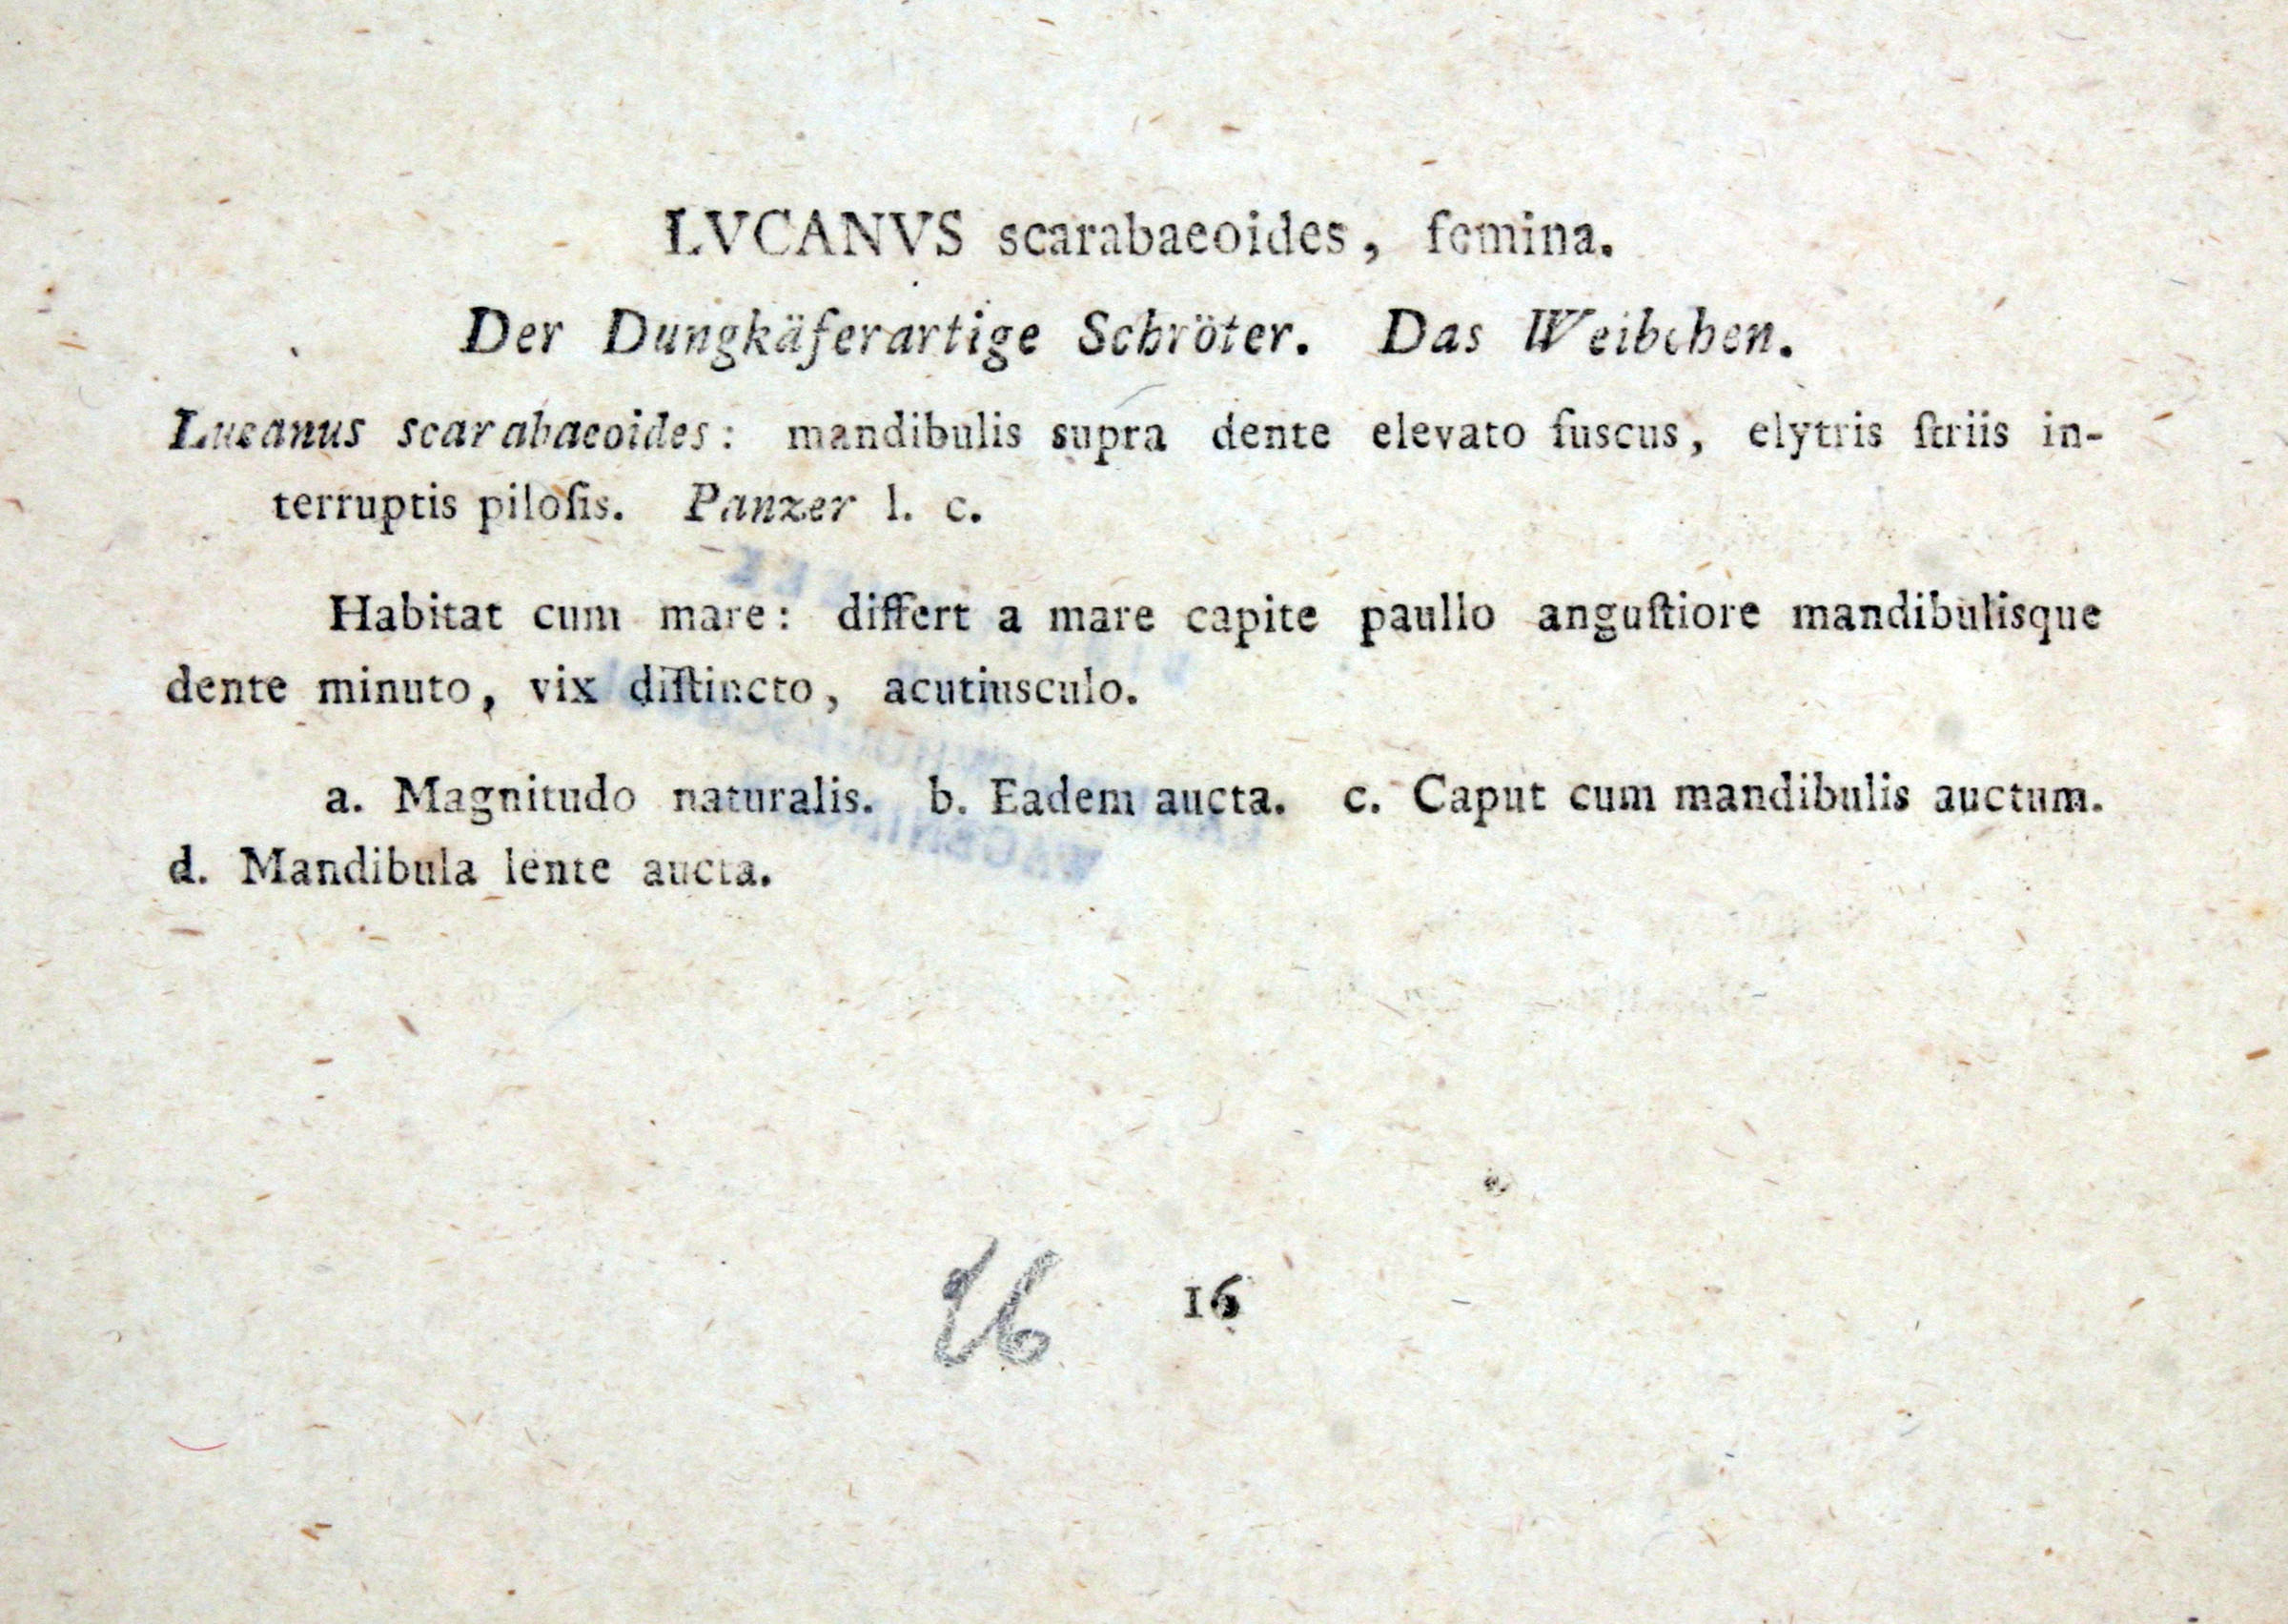 LVCANVS scarabaeoides, femina.
Der Dungkäferartige Schröter. Das Weibchen.
Lucanus scarabaeoides: mandibulis supra dente elevato fuscus, elytris ſtriis in-
terruptis piloſis. Panzer l. c.
Habitat cum mare: differt a mare capite paullo anguſtiore mandibulisque
dente minuto, vix diſtincto, acutiusculo.
a. Magnitudo naturalis. b. Eadem aucta. c. Caput cum mandibulis auctum.
d. Mandibula lente aucta.
16 16